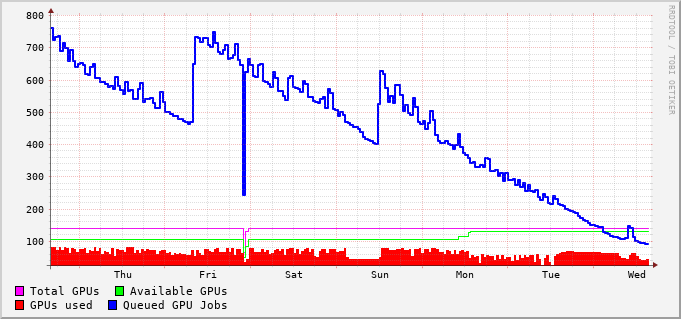 800
700
600
500
400
300
200
100
Thu Fri Sat Sun Mon Tue Wed
Total GPUs Available GPUs
GPUs used Queued GPU Jobs
RRDTOOL / TOBI OETIKER